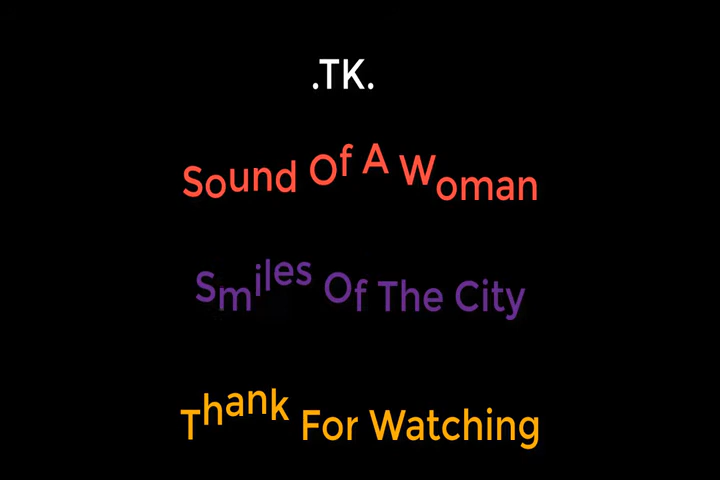 .TK.
Sound Of A Woman
Smiles Of The City
Thank For Watching